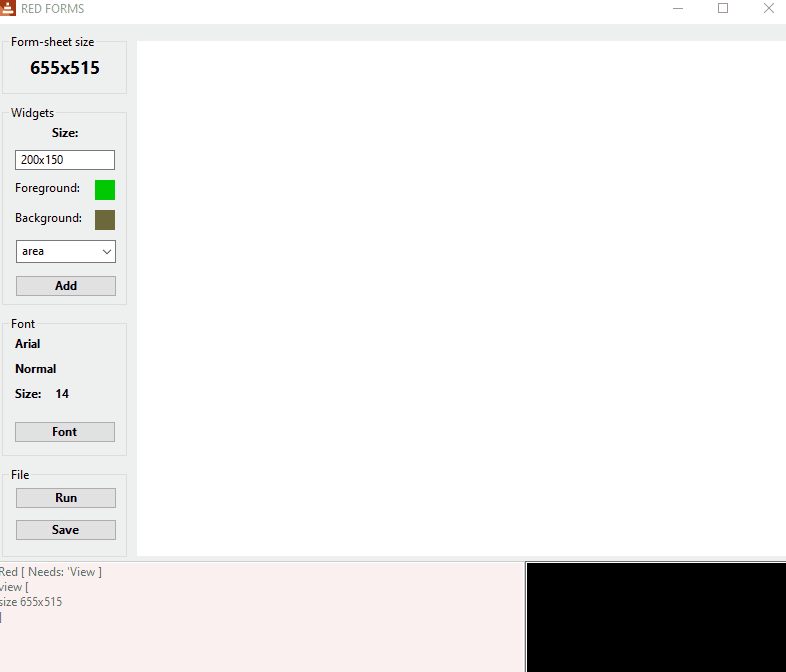 RED FORMS
Form-sheet size
655x515
Widgets
Size:
200x150
Foreground:
Background:
area
Add
Font
Arial
Normal
Size: 14
Font
File
Run
Save
Red [ Needs: 'View ]
view [
size 655x515
]